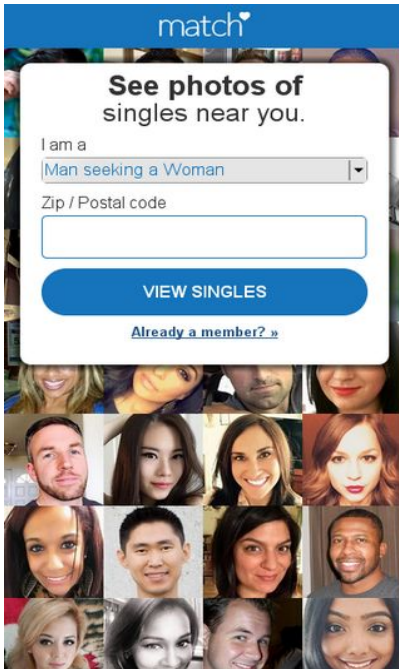 match
See photos of
singles near you.
I am a
Man seeking a Woman
Zip / Postal code
VIEW SINGLES
Already a member? »